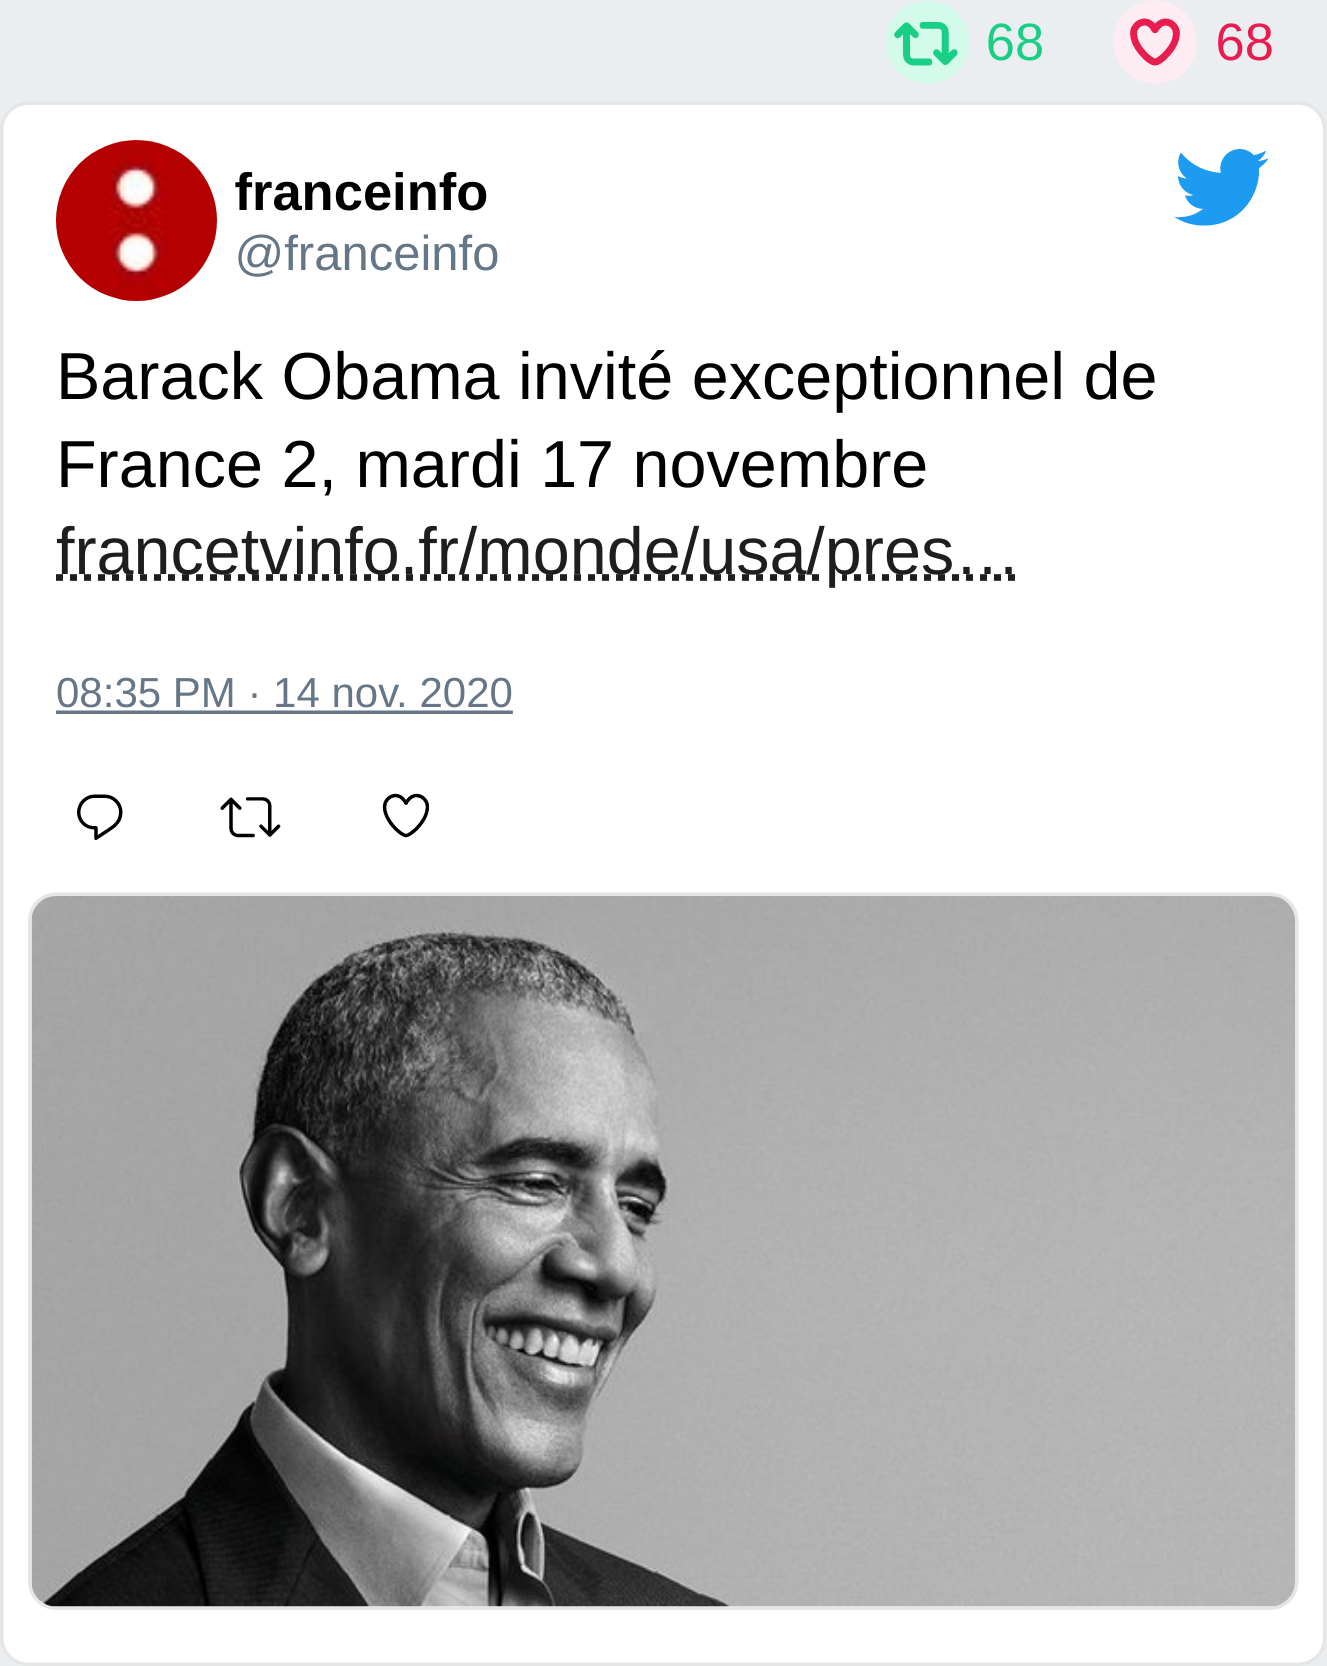 68 68
franceinfo
@franceinfo
Barack Obama invité exceptionnel de
France 2, mardi 17 novembre
francetvinfo.fr/monde/usa/pres…
08:35 PM · 14 nov. 2020